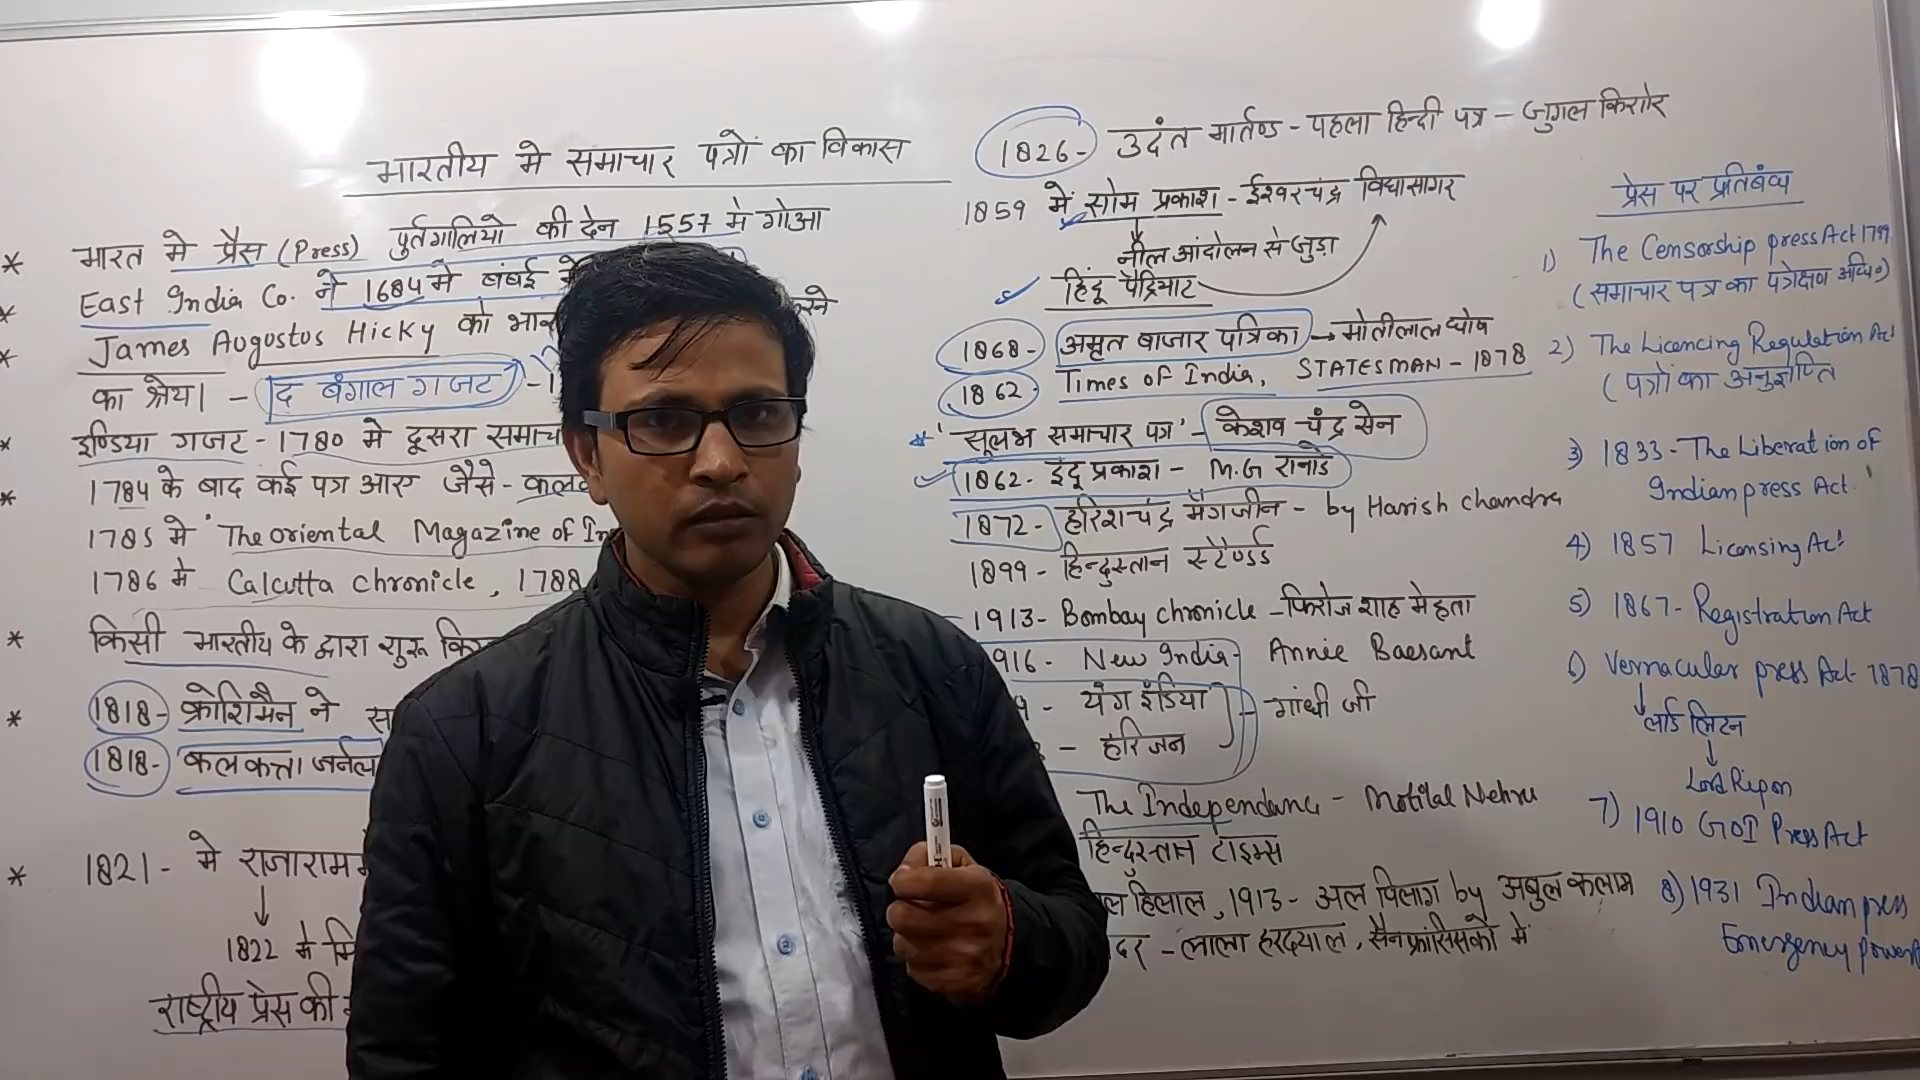 भारतीय मे समाचार पत्रों का विकास
* भारत मे प्रैस (Press) पुर्तगालियो की देन 1557 मे गोआ
* East India Co. ने 1684 मे बंबई मे
* James Augustus Hicky को भार रने
का श्रेय। - द बंगाल गजट -
* इण्डिया गजट - 1780 मे दूसरा समाचा
* 1784 के बाद कई पत्र आए जैसे - कलक
1785 मे 'The oriental Magazine of In
1786 मे Calcutta chronicle, 1788
* किसी भारतीय के द्वारा शुरू कि
* 1818 - क्रोशिमैन ने स
1818 - कलकत्ता जर्नल
* 1821 - मे राजाराम
1822 मे मि
राष्ट्रीय प्रेस की
1826 - उदंत मार्तण्ड - पहला हिन्दी पत्र - जुगल किशोर
1859 में सोम प्रकाश - ईश्वरचंद्र विद्यासागर
नील आंदोलन से जुड़ा
हिंदू पैट्रियाट
1868 - अमृत बाजार पत्रिका → मोतीलाल घोष
1862 - Times of India, STATESMAN - 1878
* 'सूलभ समाचार पत्र' - केशव चंद्र सेन
1862 - इंदू प्रकाश - M.G रानाडे
1872 - हरिशचंद्र मैगजीन - by Harish chandra
1899 - हिन्दुस्तान स्टैण्डर्ड
1913 - Bombay chronicle - फिरोज शाह मेहता
916 - New India - Annie Baesant
9 - यंग इंडिया
- हरिजन - गांधी जी
The Independance - Motilal Nehru
हिन्दुस्तान टाइम्स
ल हिलाल, 1913 - अल बिलाग by अबुल कलाम
दर - लाला हरदयाल, सैनफ्रांसिसको मे
प्रेस पर प्रतिबंध
1) The Censorship press Act 1799
(समाचार पत्र का पत्रेक्षण अधि०)
2) The Licencing Regulation Act
(पत्रों का अनुज्ञप्ति
3) 1833 - The Liberation of
Indian press Act.'
4) 1857 Licensing Act
5) 1867 - Registration Act
6) Vernacular press Act - 1878
लार्ड लिटन
Lord Ripon
7) 1910 GOI Press Act
8) 1931 Indian press
Emergency power